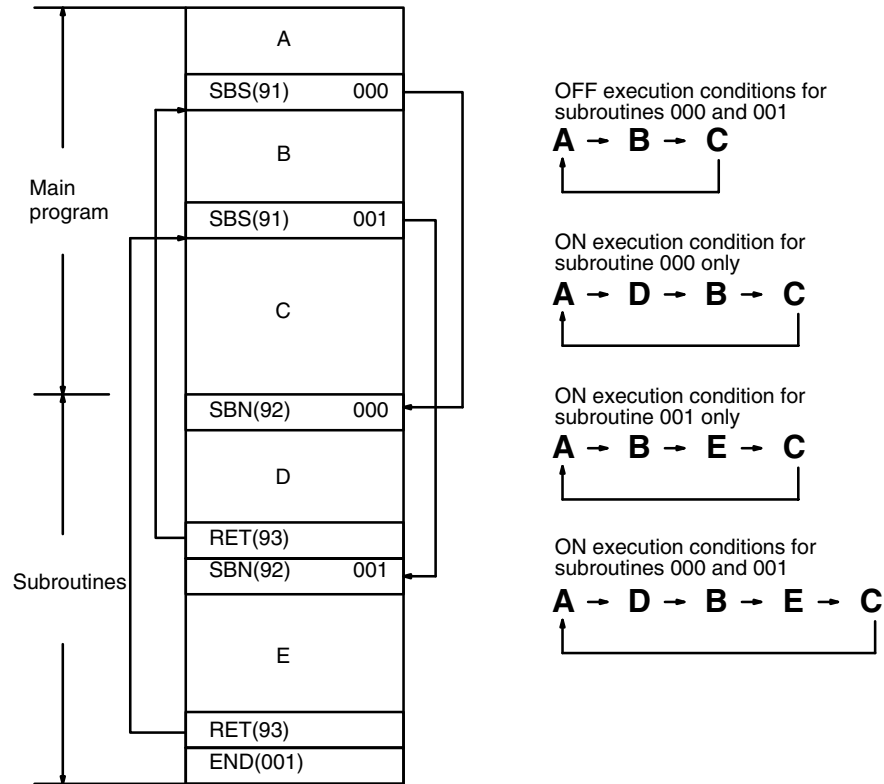 A
SBS(91) 000
B
Main
program
SBS(91) 001
C
SBN(92) 000
D
RET(93)
SBN(92) 001
Subroutines
E
RET(93)
END(001)
OFF execution conditions for
subroutines 000 and 001
A → B → C
ON execution condition for
subroutine 000 only
A → D → B → C
ON execution condition for
subroutine 001 only
A → B → E → C
ON execution conditions for
subroutines 000 and 001
A → D → B → E → C